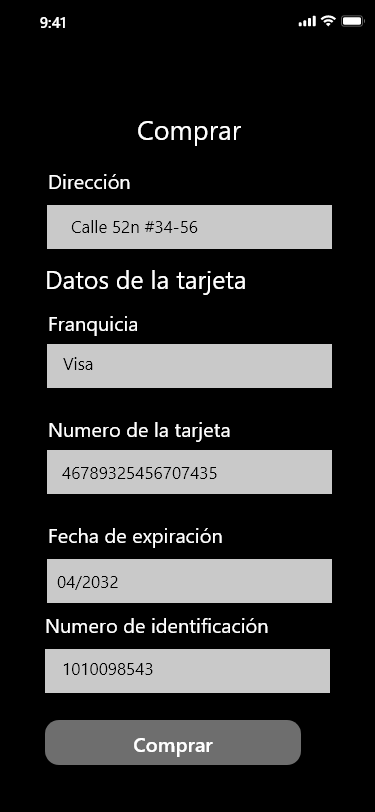 9:41
Comprar
Dirección
Calle 52n #34-56
Datos de la tarjeta
Franquicia
Visa
Numero de la tarjeta
46789325456707435
Fecha de expiración
04/2032
Numero de identificación
1010098543
Comprar